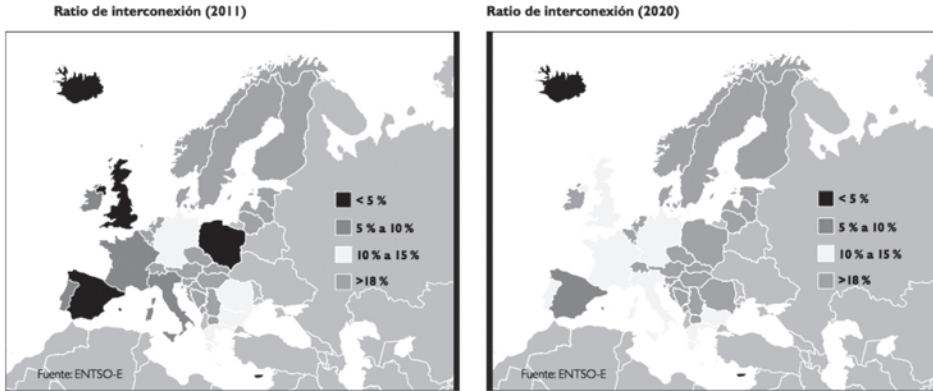 Ratio de interconexión (2011)
< 5 %
5 % a 10 %
10 % a 15 %
>18 %
Fuente: ENTSO-E
Ratio de interconexión (2020)
< 5 %
5 % a 10 %
10 % a 15 %
>18 %
Fuente: ENTSO-E